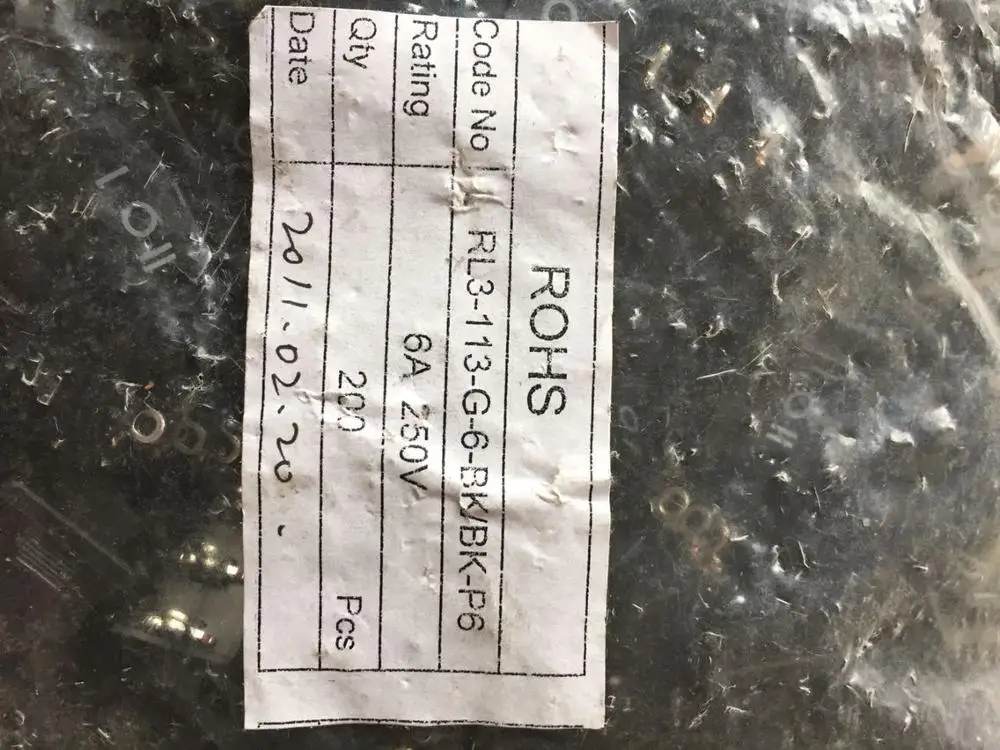 ROHS
Code No RL3-113-G-6-BK/BK-P6
Rating 6A 250V
Qty 200 Pcs
Date 2011.02.20.